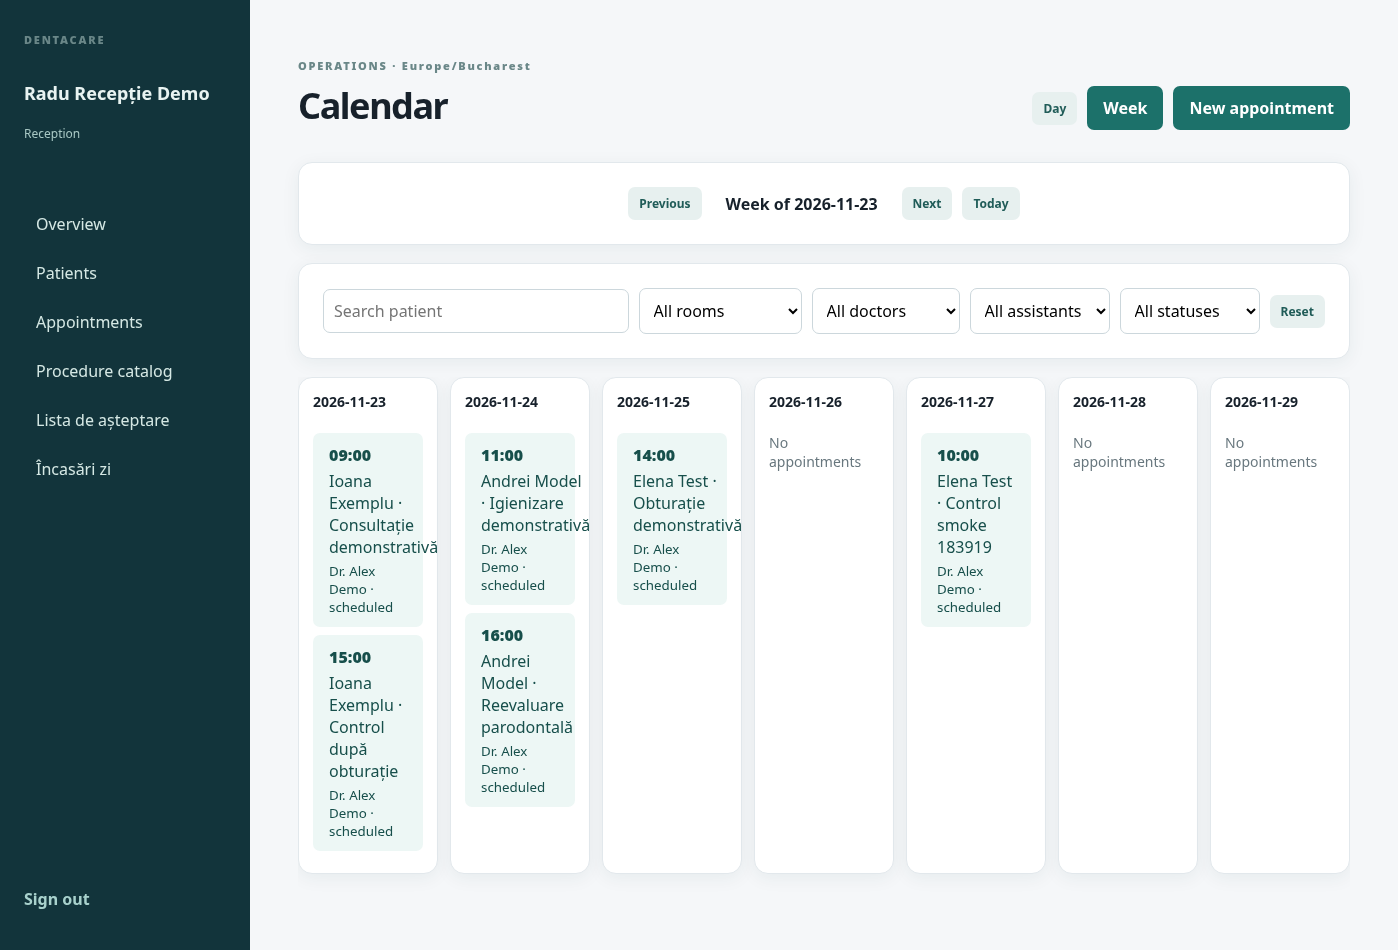 DENTACARE
Radu Recepție Demo
Reception
Overview
Patients
Appointments
Procedure catalog
Lista de așteptare
Încasări zi
Sign out
OPERATIONS · Europe/Bucharest
Calendar
Day
Week
New appointment
Previous
Week of 2026-11-23
Next
Today
Search patient
All rooms
All doctors
All assistants
All statuses
Reset
2026-11-23
09:00
Ioana
Exemplu ·
Consultație
demonstrativă
Dr. Alex
Demo ·
scheduled
15:00
Ioana
Exemplu ·
Control
după
obturație
Dr. Alex
Demo ·
scheduled
2026-11-24
11:00
Andrei Model
· Igienizare
demonstrativă
Dr. Alex
Demo ·
scheduled
16:00
Andrei
Model ·
Reevaluare
parodontală
Dr. Alex
Demo ·
scheduled
2026-11-25
14:00
Elena Test ·
Obturație
demonstrativă
Dr. Alex
Demo ·
scheduled
2026-11-26
No
appointments
2026-11-27
10:00
Elena Test
· Control
smoke
183919
Dr. Alex
Demo ·
scheduled
2026-11-28
No
appointments
2026-11-29
No
appointments